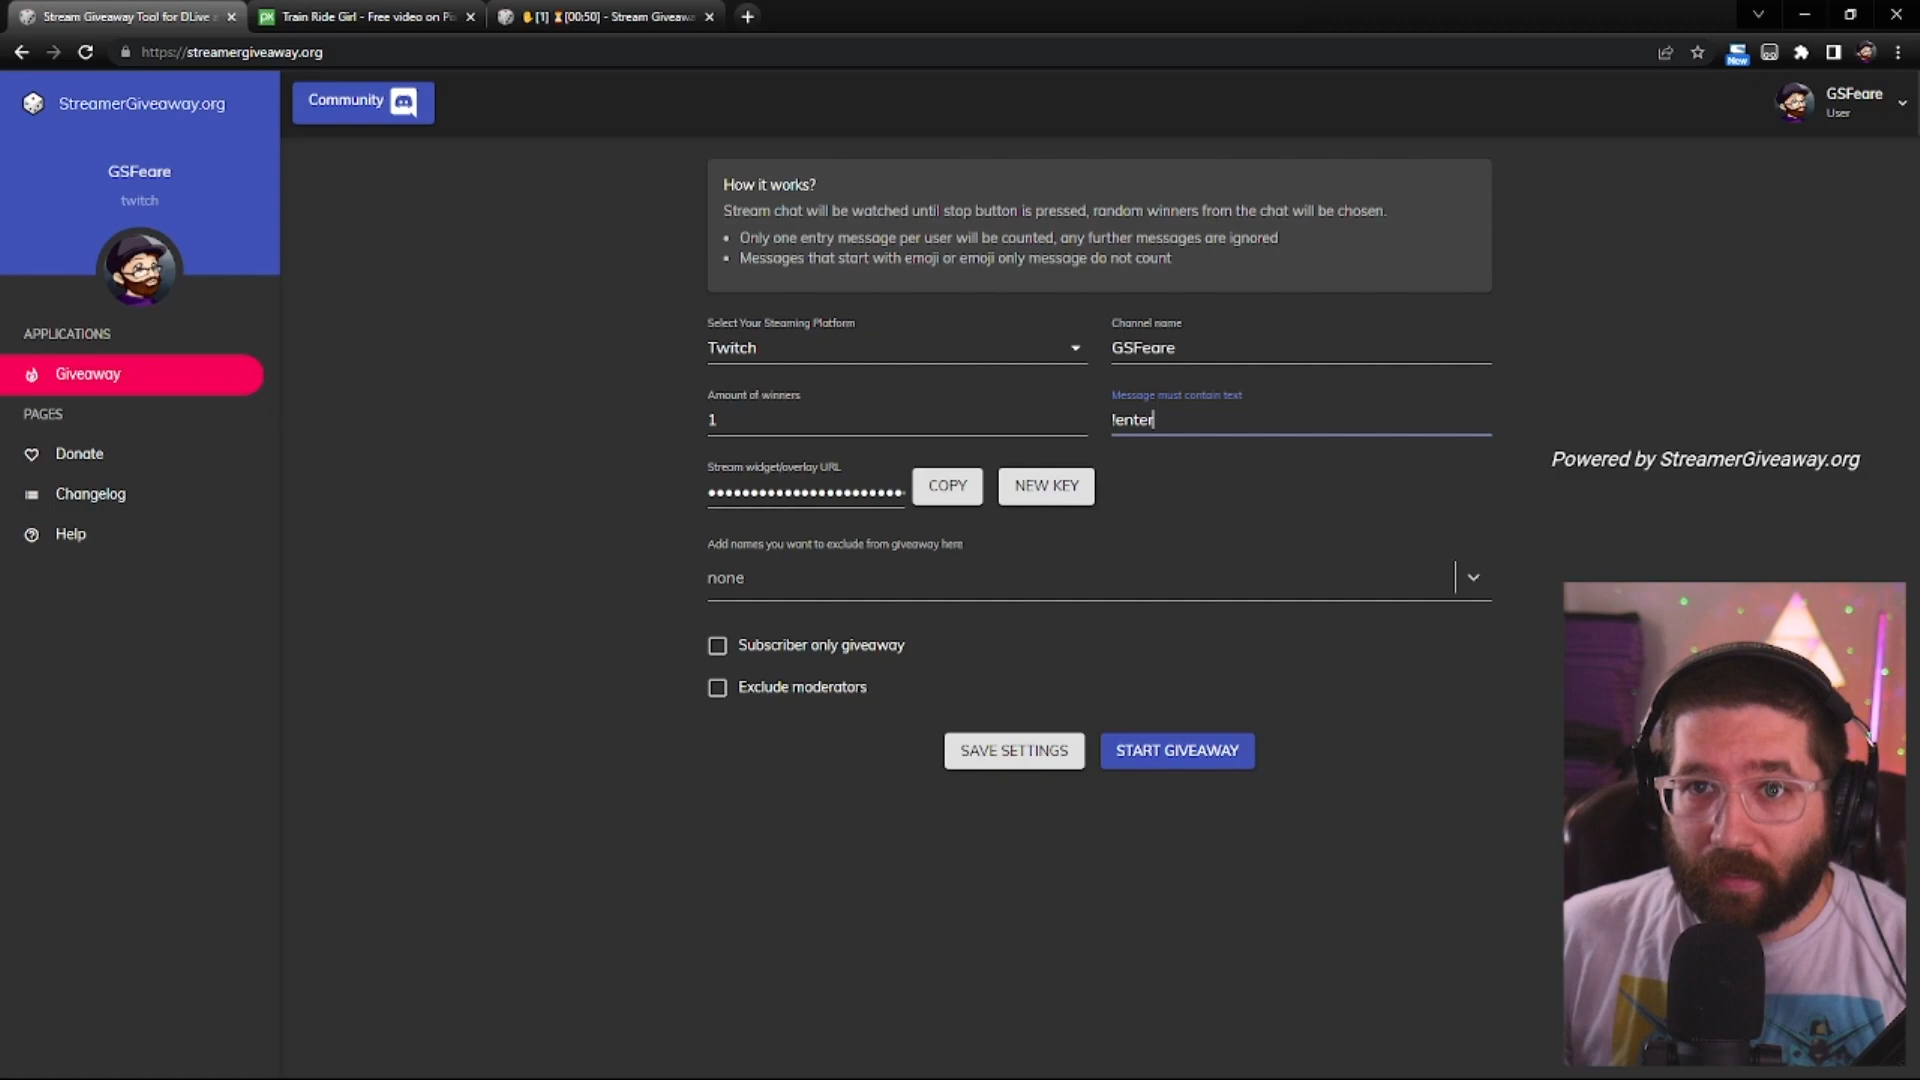 Stream Giveaway Tool for DLive
Train Ride Girl - Free video on Pi
[1] [00:50] - Stream Giveaw
https://streamergiveaway.org
New
StreamerGiveaway.org
Community
GSFeare
User
GSFeare
twitch
How it works?
Stream chat will be watched until stop button is pressed, random winners from the chat will be chosen.
Only one entry message per user will be counted, any further messages are ignored
Messages that start with emoji or emoji only message do not count
APPLICATIONS
Giveaway
PAGES
Donate
Changelog
Help
Select Your Steaming Platform
Channel name
Twitch
GSFeare
Amount of winners
Message must contain text
1
!enter
Powered by StreamerGiveaway.org
Stream widget/overlay URL
COPY
NEW KEY
Add names you want to exclude from giveaway here
none
Subscriber only giveaway
Exclude moderators
SAVE SETTINGS
START GIVEAWAY